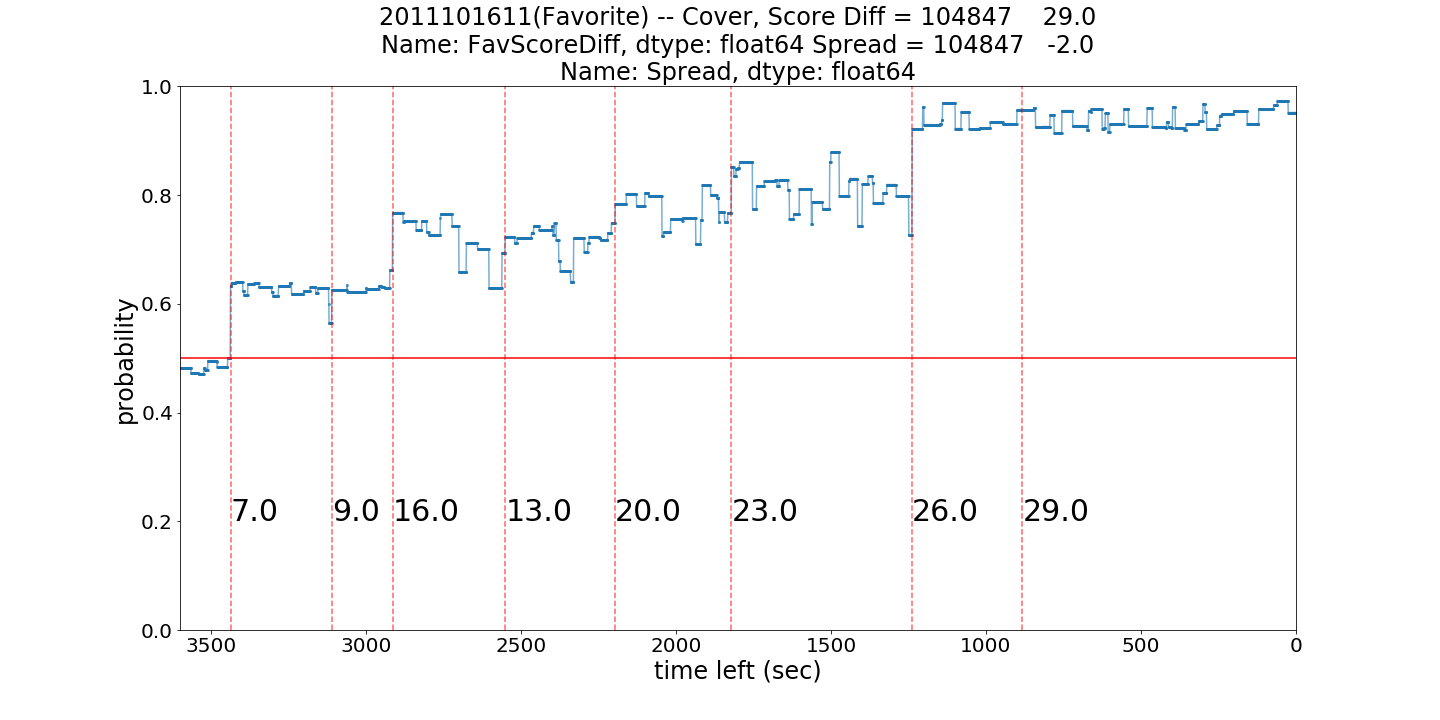 2011101611(Favorite) -- Cover, Score Diff = 104847    29.0
Name: FavScoreDiff, dtype: float64 Spread = 104847   -2.0
Name: Spread, dtype: float64
1.0
0.8
0.6
0.4
0.2
0.0
probability
7.0 9.0 16.0 13.0 20.0 23.0 26.0 29.0
3500 3000 2500 2000 1500 1000 500 0
time left (sec)